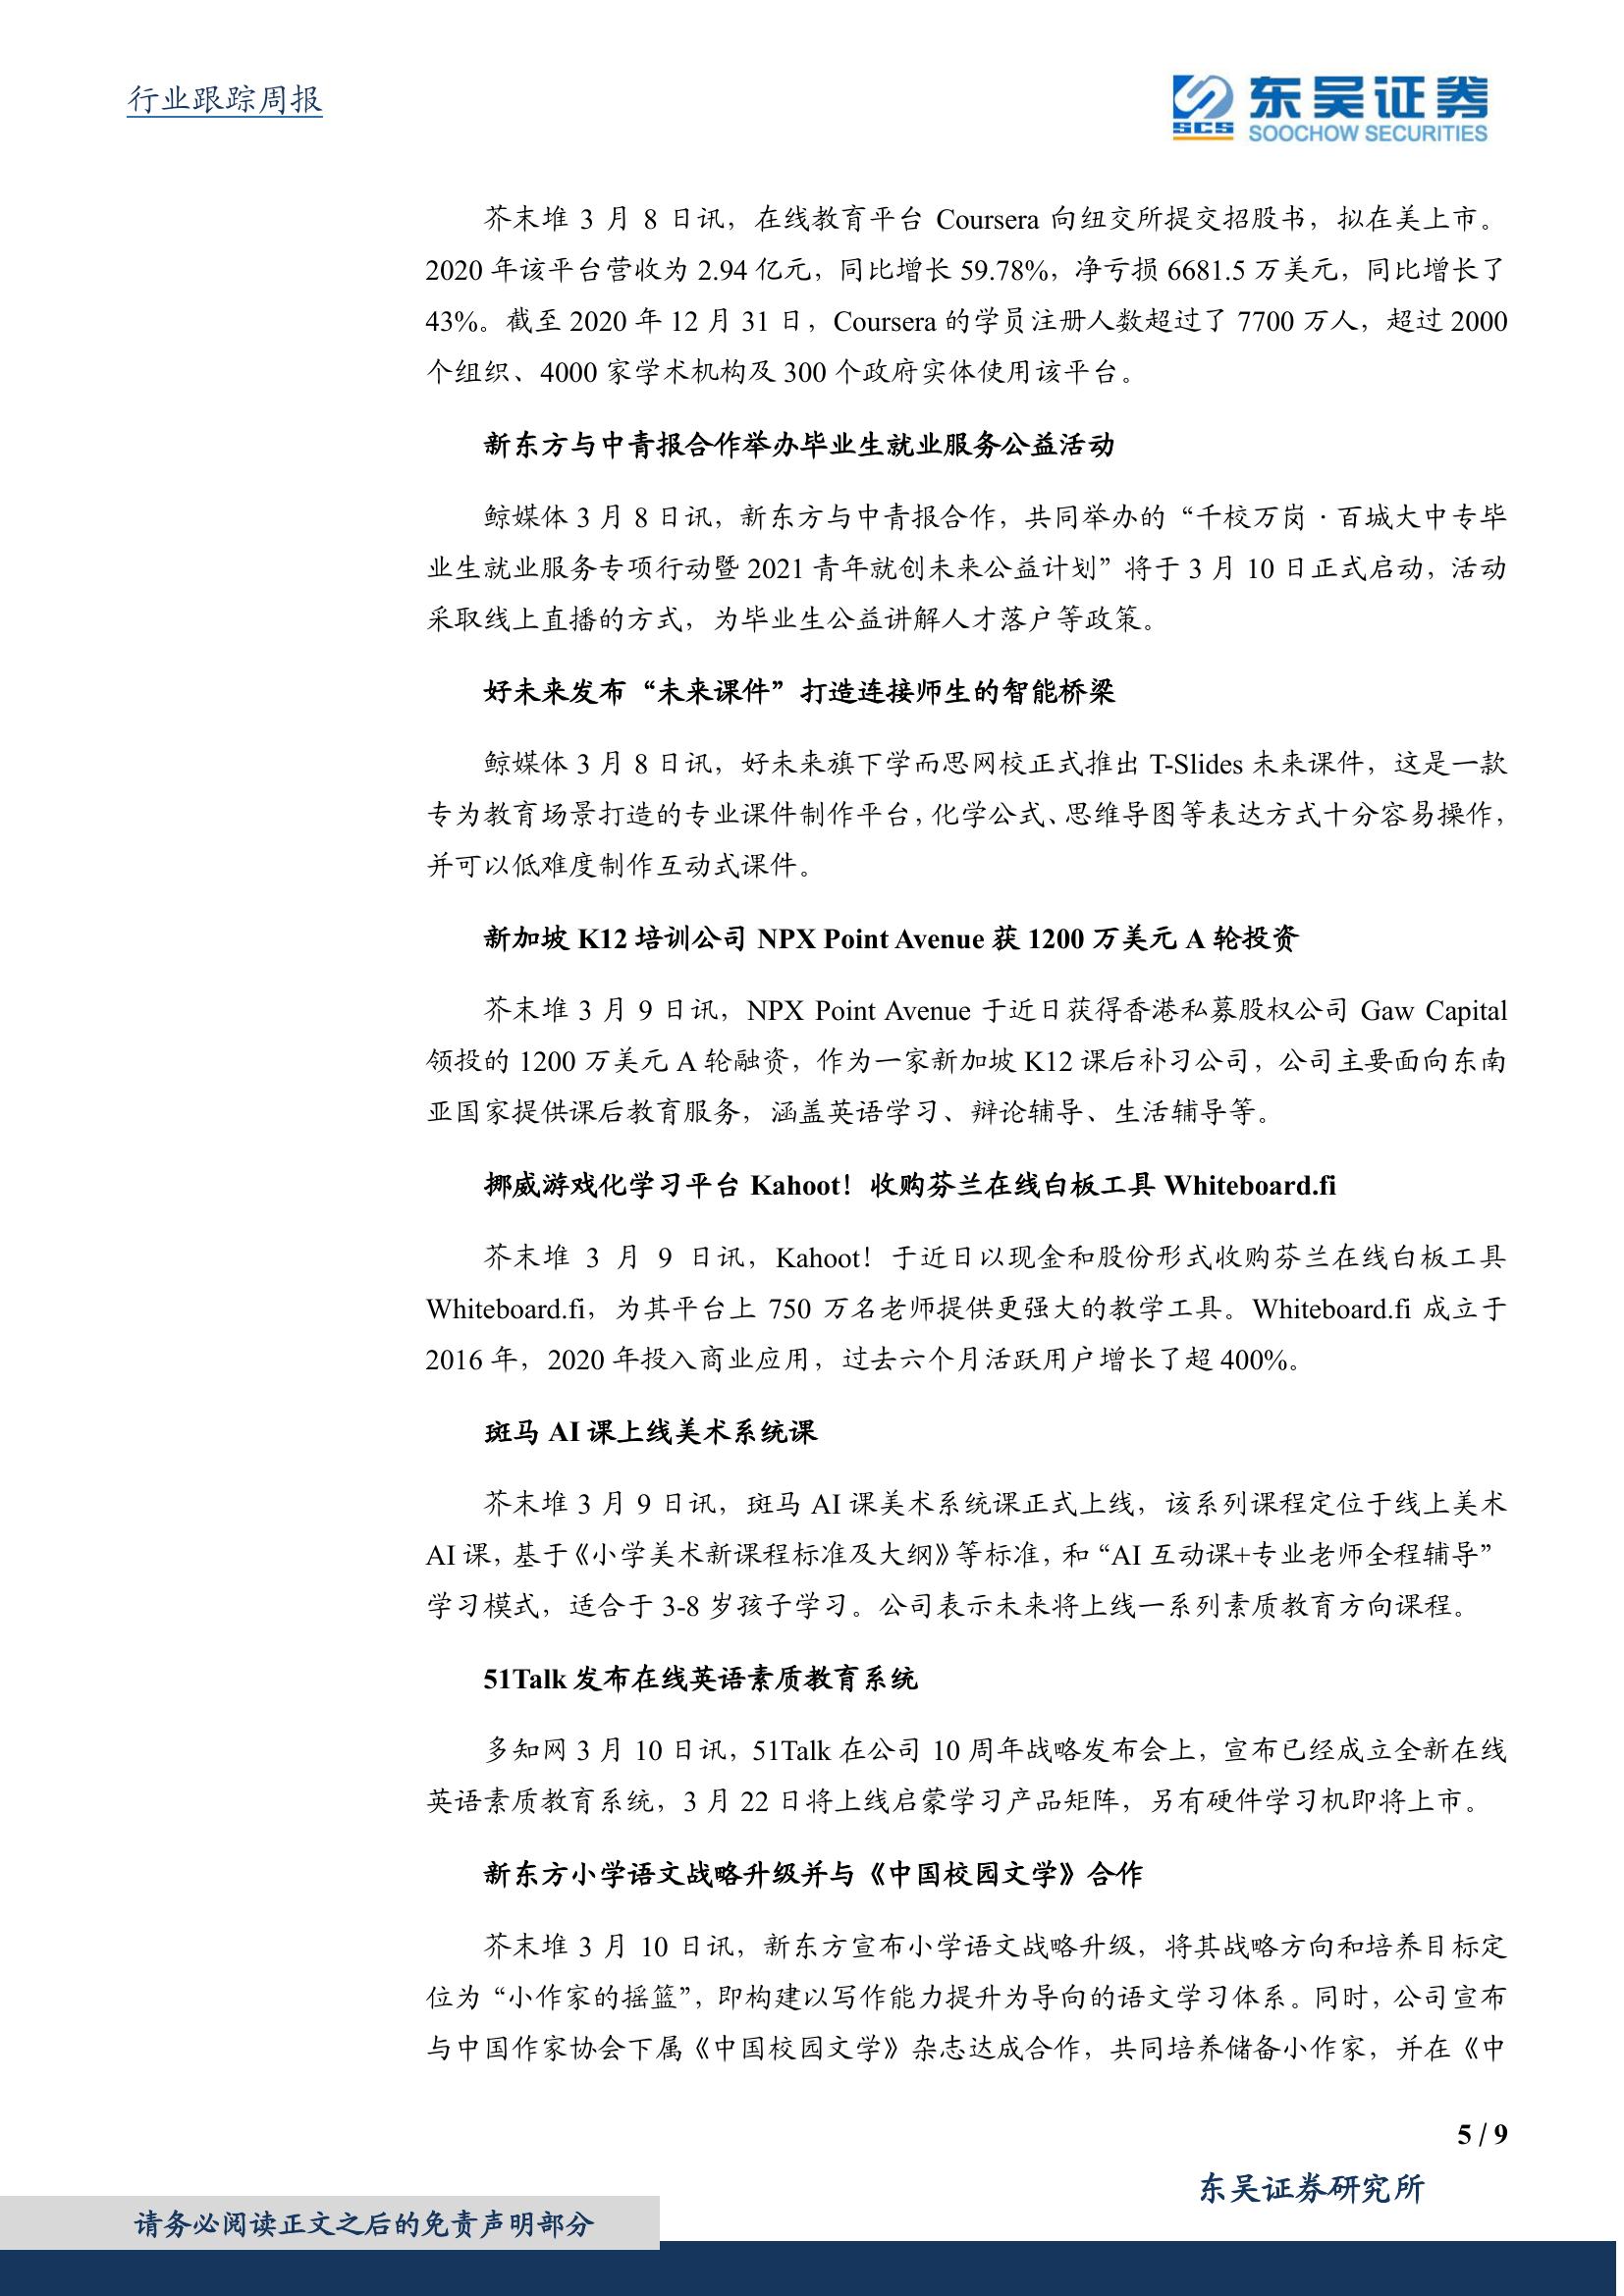 行业跟踪周报
SCS
东吴证券
SOOCHOW SECURITIES
芥末堆 3 月 8 日讯，在线教育平台 Coursera 向纽交所提交招股书，拟在美上市。
2020 年该平台营收为 2.94 亿元，同比增长 59.78%，净亏损 6681.5 万美元，同比增长了
43%。截至 2020 年 12 月 31 日，Coursera 的学员注册人数超过了 7700 万人，超过 2000
个组织、4000 家学术机构及 300 个政府实体使用该平台。
新东方与中青报合作举办毕业生就业服务公益活动
鲸媒体 3 月 8 日讯，新东方与中青报合作，共同举办的“千校万岗·百城大中专毕
业生就业服务专项行动暨 2021 青年就创未来公益计划”将于 3 月 10 日正式启动，活动
采取线上直播的方式，为毕业生公益讲解人才落户等政策。
好未来发布“未来课件”打造连接师生的智能桥梁
鲸媒体 3 月 8 日讯，好未来旗下学而思网校正式推出 T-Slides 未来课件，这是一款
专为教育场景打造的专业课件制作平台，化学公式、思维导图等表达方式十分容易操作，
并可以低难度制作互动式课件。
新加坡 K12 培训公司 NPX Point Avenue 获 1200 万美元 A 轮投资
芥末堆 3 月 9 日讯，NPX Point Avenue 于近日获得香港私募股权公司 Gaw Capital
领投的 1200 万美元 A 轮融资，作为一家新加坡 K12 课后补习公司，公司主要面向东南
亚国家提供课后教育服务，涵盖英语学习、辩论辅导、生活辅导等。
挪威游戏化学习平台 Kahoot！收购芬兰在线白板工具 Whiteboard.fi
芥末堆 3 月 9 日讯，Kahoot！于近日以现金和股份形式收购芬兰在线白板工具
Whiteboard.fi，为其平台上 750 万名老师提供更强大的教学工具。Whiteboard.fi 成立于
2016 年，2020 年投入商业应用，过去六个月活跃用户增长了超 400%。
斑马 AI 课上线美术系统课
芥末堆 3 月 9 日讯，斑马 AI 课美术系统课正式上线，该系列课程定位于线上美术
AI 课，基于《小学美术新课程标准及大纲》等标准，和“AI 互动课+专业老师全程辅导”
学习模式，适合于 3-8 岁孩子学习。公司表示未来将上线一系列素质教育方向课程。
51Talk 发布在线英语素质教育系统
多知网 3 月 10 日讯，51Talk 在公司 10 周年战略发布会上，宣布已经成立全新在线
英语素质教育系统，3 月 22 日将上线启蒙学习产品矩阵，另有硬件学习机即将上市。
新东方小学语文战略升级并与《中国校园文学》合作
芥末堆 3 月 10 日讯，新东方宣布小学语文战略升级，将其战略方向和培养目标定
位为“小作家的摇篮”，即构建以写作能力提升为导向的语文学习体系。同时，公司宣布
与中国作家协会下属《中国校园文学》杂志达成合作，共同培养储备小作家，并在《中
5 / 9
东吴证券研究所
请务必阅读正文之后的免责声明部分